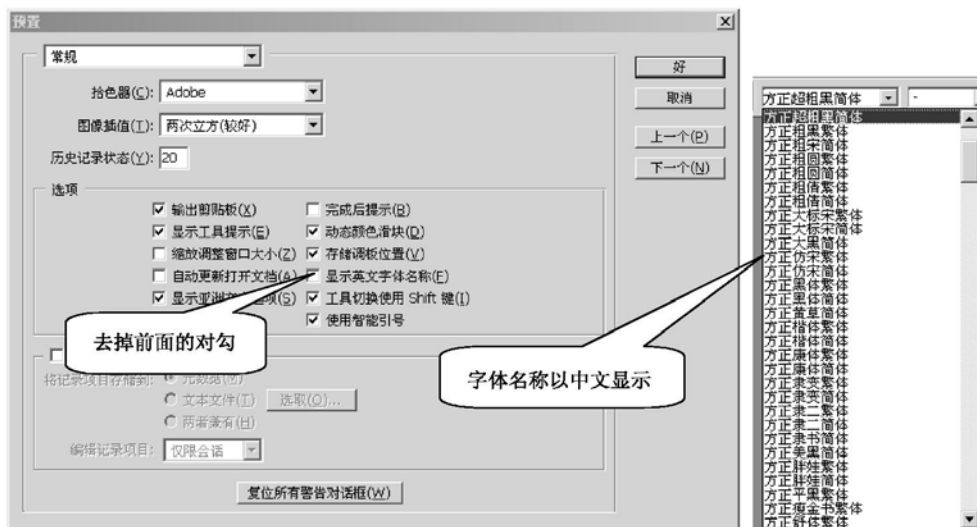 预置
常规
好
取消
上一个(P)
下一个(N)
拾色器(C): Adobe
图像插值(T): 两次立方(较好)
历史记录状态(Y): 20
选项
输出剪贴板(X) 完成后提示(B)
显示工具提示(E) 动态颜色滑块(D)
缩放调整窗口大小(Z) 存储调板位置(V)
自动更新打开文档(A) 显示英文字体名称(F)
显示亚洲 项(S) 工具切换使用 Shift 键(I)
使用智能引号
去掉前面的对勾
将记录项目存储到: 元数据(M)
文本文件(T) 选取(O)...
两者兼有(H)
编辑记录项目: 仅限会话
复位所有警告对话框(W)
方正超粗黑简体 -
方正超粗黑简体
方正粗黑繁体
方正粗宋简体
方正粗圆繁体
方正粗圆简体
方正粗倩繁体
方正粗倩简体
方正大标宋繁体
方正大标宋简体
方正大黑简体
方正仿宋繁体
方正仿宋简体
方正黑体繁体
方正黑体简体
方正黄草简体
方正楷体繁体
方正楷体简体
方正康体繁体
方正康体简体
方正隶变繁体
方正隶变简体
方正隶二繁体
方正隶二简体
方正隶书简体
方正美黑简体
方正胖娃繁体
方正胖娃简体
方正平黑繁体
方正瘦金书繁体
方正舒体繁体
字体名称以中文显示